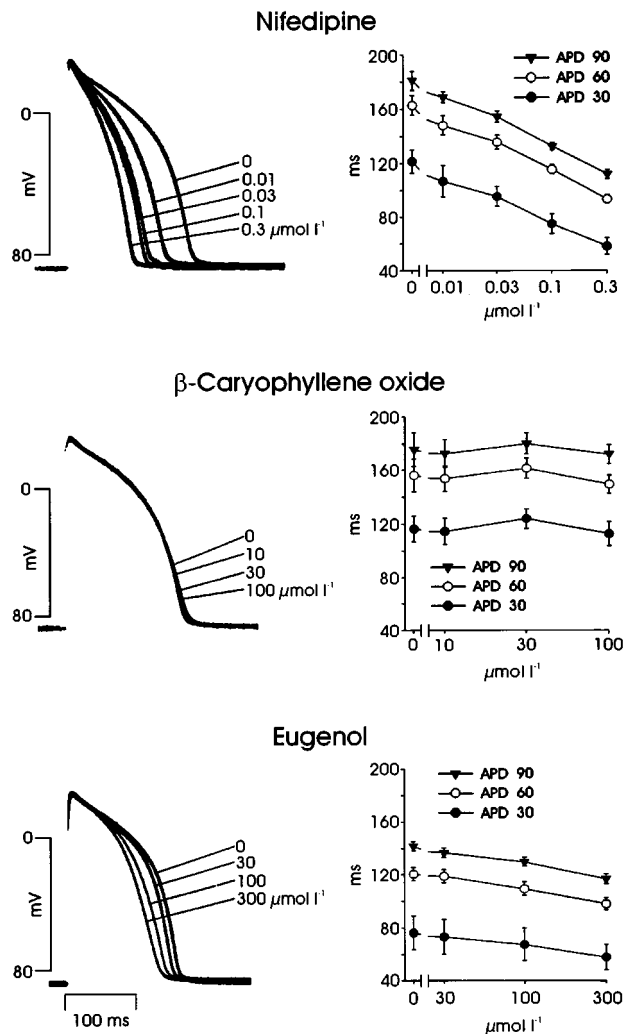 Nifedipine
0
mV
80
0
0.01
0.03
0.1
0.3 µmol l⁻¹
200
160
120
80
40
ms
APD 90
APD 60
APD 30
0 0.01 0.03 0.1 0.3
µmol l⁻¹
β-Caryophyllene oxide
0
mV
80
0
10
30
100 µmol l⁻¹
200
160
120
80
40
ms
APD 90
APD 60
APD 30
0 10 30 100
µmol l⁻¹
Eugenol
0
mV
80
0
30
100
300 µmol l⁻¹
100 ms
200
160
120
80
40
ms
APD 90
APD 60
APD 30
0 30 100 300
µmol l⁻¹